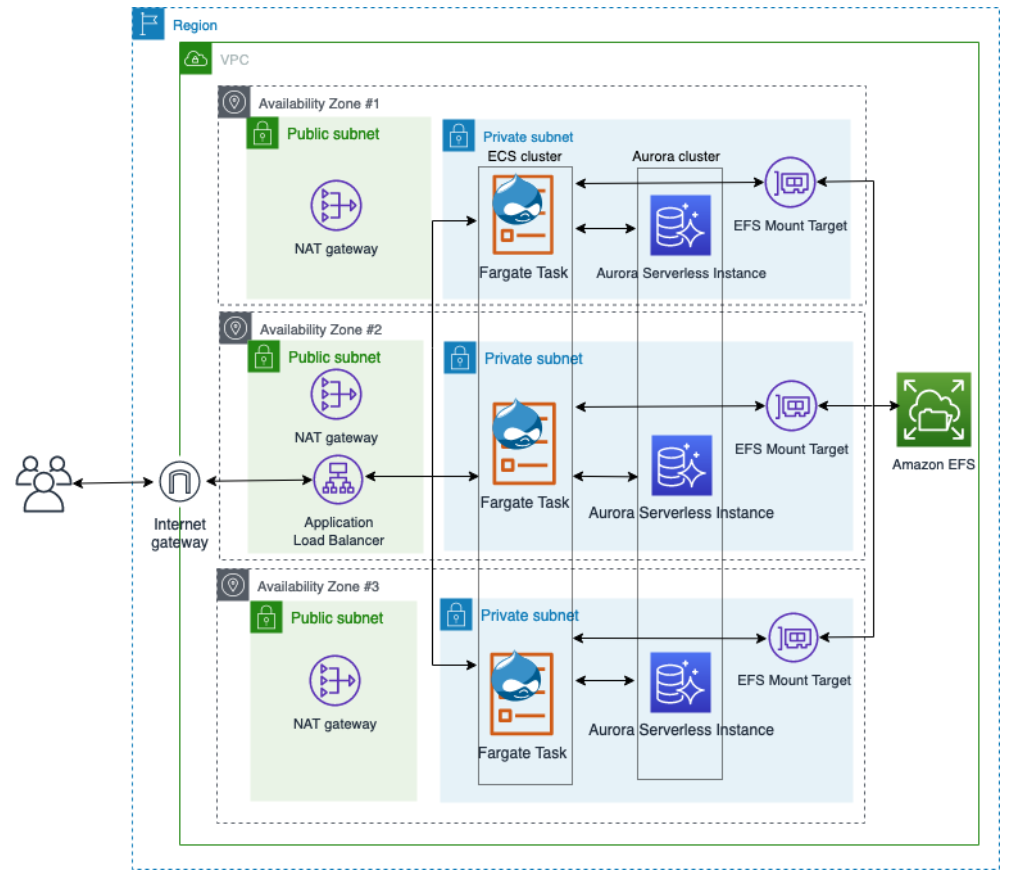 Region
VPC
Availability Zone #1
Public subnet
NAT gateway
Private subnet
ECS cluster
Aurora cluster
Fargate Task
Aurora Serverless Instance
EFS Mount Target
Availability Zone #2
Public subnet
NAT gateway
Application
Load Balancer
Private subnet
Fargate Task
Aurora Serverless Instance
EFS Mount Target
Amazon EFS
Internet
gateway
Availability Zone #3
Public subnet
NAT gateway
Private subnet
Fargate Task
Aurora Serverless Instance
EFS Mount Target